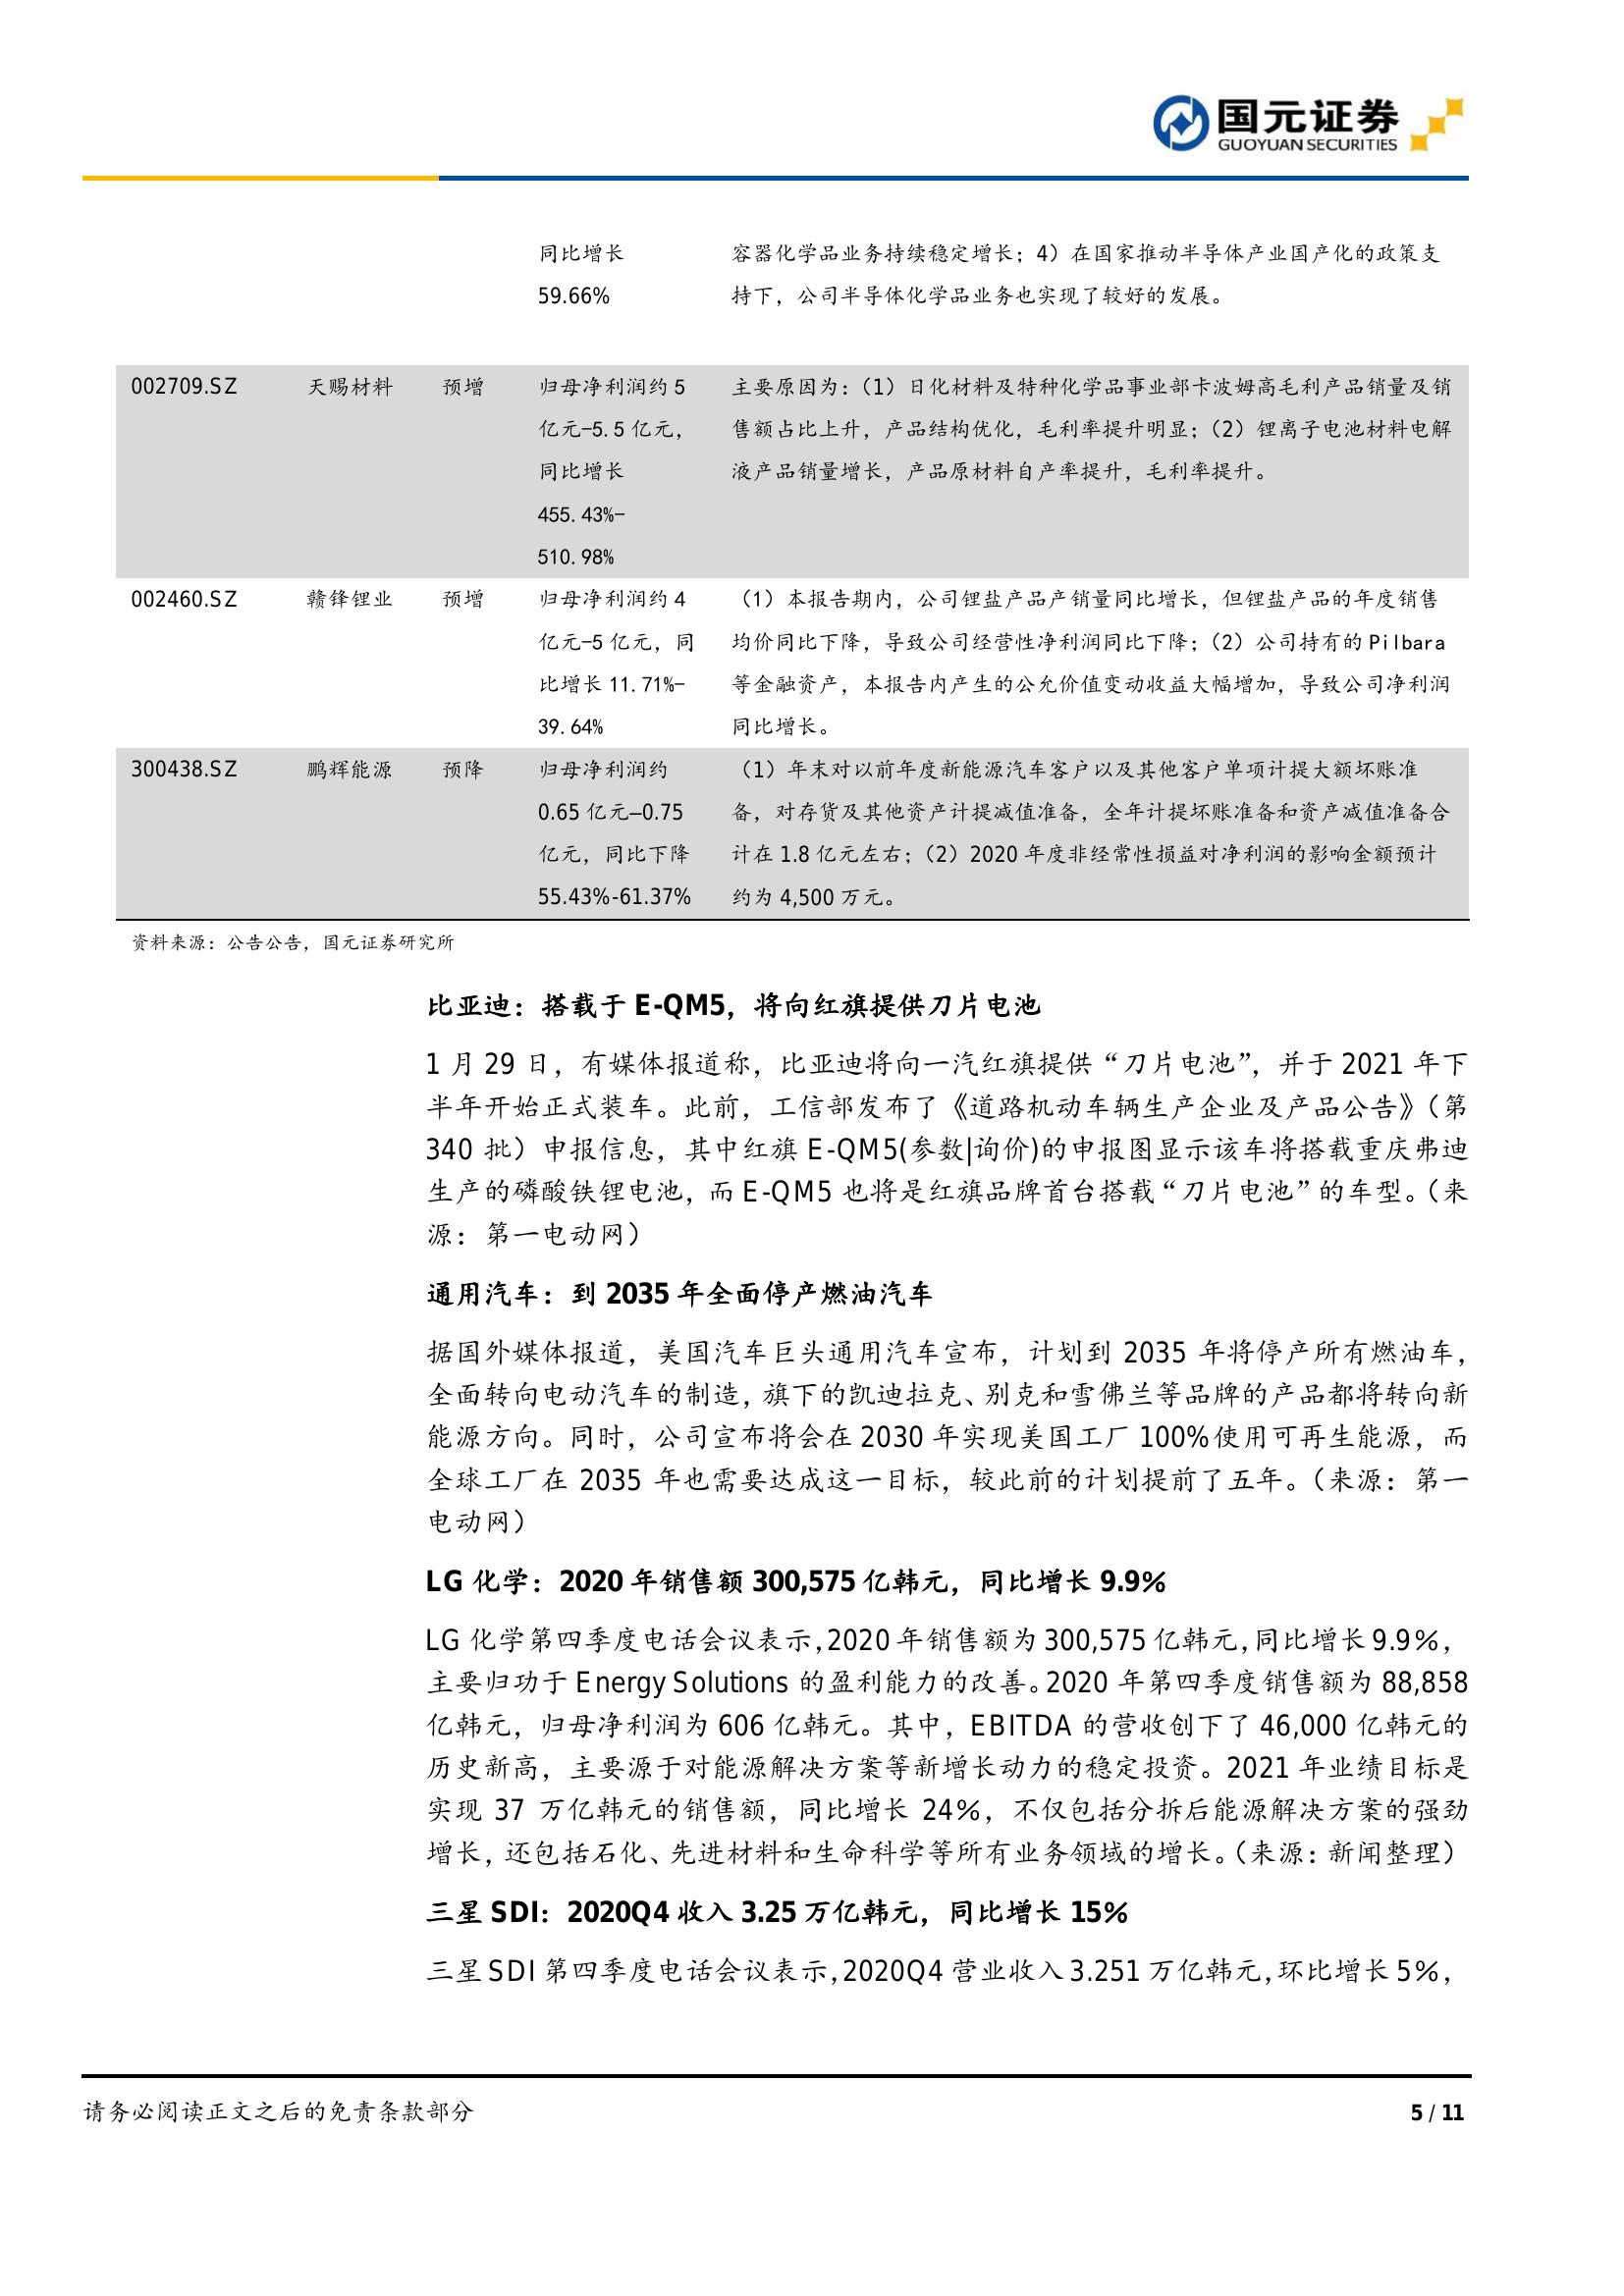 国元证券
GUOYUAN SECURITIES
同比增长
59.66%
容器化学品业务持续稳定增长；4）在国家推动半导体产业国产化的政策支
持下，公司半导体化学品业务也实现了较好的发展。
002709.SZ 天赐材料 预增
归母净利润约 5
亿元-5.5 亿元，
同比增长
455.43%-
510.98%
主要原因为：（1）日化材料及特种化学品事业部卡波姆高毛利产品销量及销
售额占比上升，产品结构优化，毛利率提升明显；（2）锂离子电池材料电解
液产品销量增长，产品原材料自产率提升，毛利率提升。
002460.SZ 赣锋锂业 预增
归母净利润约 4
亿元-5 亿元，同
比增长 11.71%-
39.64%
（1）本报告期内，公司锂盐产品产销量同比增长，但锂盐产品的年度销售
均价同比下降，导致公司经营性净利润同比下降；（2）公司持有的 Pilbara
等金融资产，本报告内产生的公允价值变动收益大幅增加，导致公司净利润
同比增长。
300438.SZ 鹏辉能源 预降
归母净利润约
0.65 亿元–0.75
亿元，同比下降
55.43%-61.37%
（1）年末对以前年度新能源汽车客户以及其他客户单项计提大额坏账准
备，对存货及其他资产计提减值准备，全年计提坏账准备和资产减值准备合
计在 1.8 亿元左右；（2）2020 年度非经常性损益对净利润的影响金额预计
约为 4,500 万元。
资料来源：公告公告，国元证券研究所
比亚迪：搭载于 E-QM5，将向红旗提供刀片电池
1 月 29 日，有媒体报道称，比亚迪将向一汽红旗提供“刀片电池”，并于 2021 年下
半年开始正式装车。此前，工信部发布了《道路机动车辆生产企业及产品公告》（第
340 批）申报信息，其中红旗 E-QM5(参数|询价)的申报图显示该车将搭载重庆弗迪
生产的磷酸铁锂电池，而 E-QM5 也将是红旗品牌首台搭载“刀片电池”的车型。（来
源：第一电动网）
通用汽车：到 2035 年全面停产燃油汽车
据国外媒体报道，美国汽车巨头通用汽车宣布，计划到 2035 年将停产所有燃油车，
全面转向电动汽车的制造，旗下的凯迪拉克、别克和雪佛兰等品牌的产品都将转向新
能源方向。同时，公司宣布将会在 2030 年实现美国工厂 100%使用可再生能源，而
全球工厂在 2035 年也需要达成这一目标，较此前的计划提前了五年。（来源：第一
电动网）
LG 化学：2020 年销售额 300,575 亿韩元，同比增长 9.9%
LG 化学第四季度电话会议表示，2020 年销售额为 300,575 亿韩元，同比增长 9.9%，
主要归功于 Energy Solutions 的盈利能力的改善。2020 年第四季度销售额为 88,858
亿韩元，归母净利润为 606 亿韩元。其中，EBITDA 的营收创下了 46,000 亿韩元的
历史新高，主要源于对能源解决方案等新增长动力的稳定投资。2021 年业绩目标是
实现 37 万亿韩元的销售额，同比增长 24%，不仅包括分拆后能源解决方案的强劲
增长，还包括石化、先进材料和生命科学等所有业务领域的增长。（来源：新闻整理）
三星 SDI：2020Q4 收入 3.25 万亿韩元，同比增长 15%
三星 SDI 第四季度电话会议表示，2020Q4 营业收入 3.251 万亿韩元，环比增长 5%，
请务必阅读正文之后的免责条款部分
5 / 11